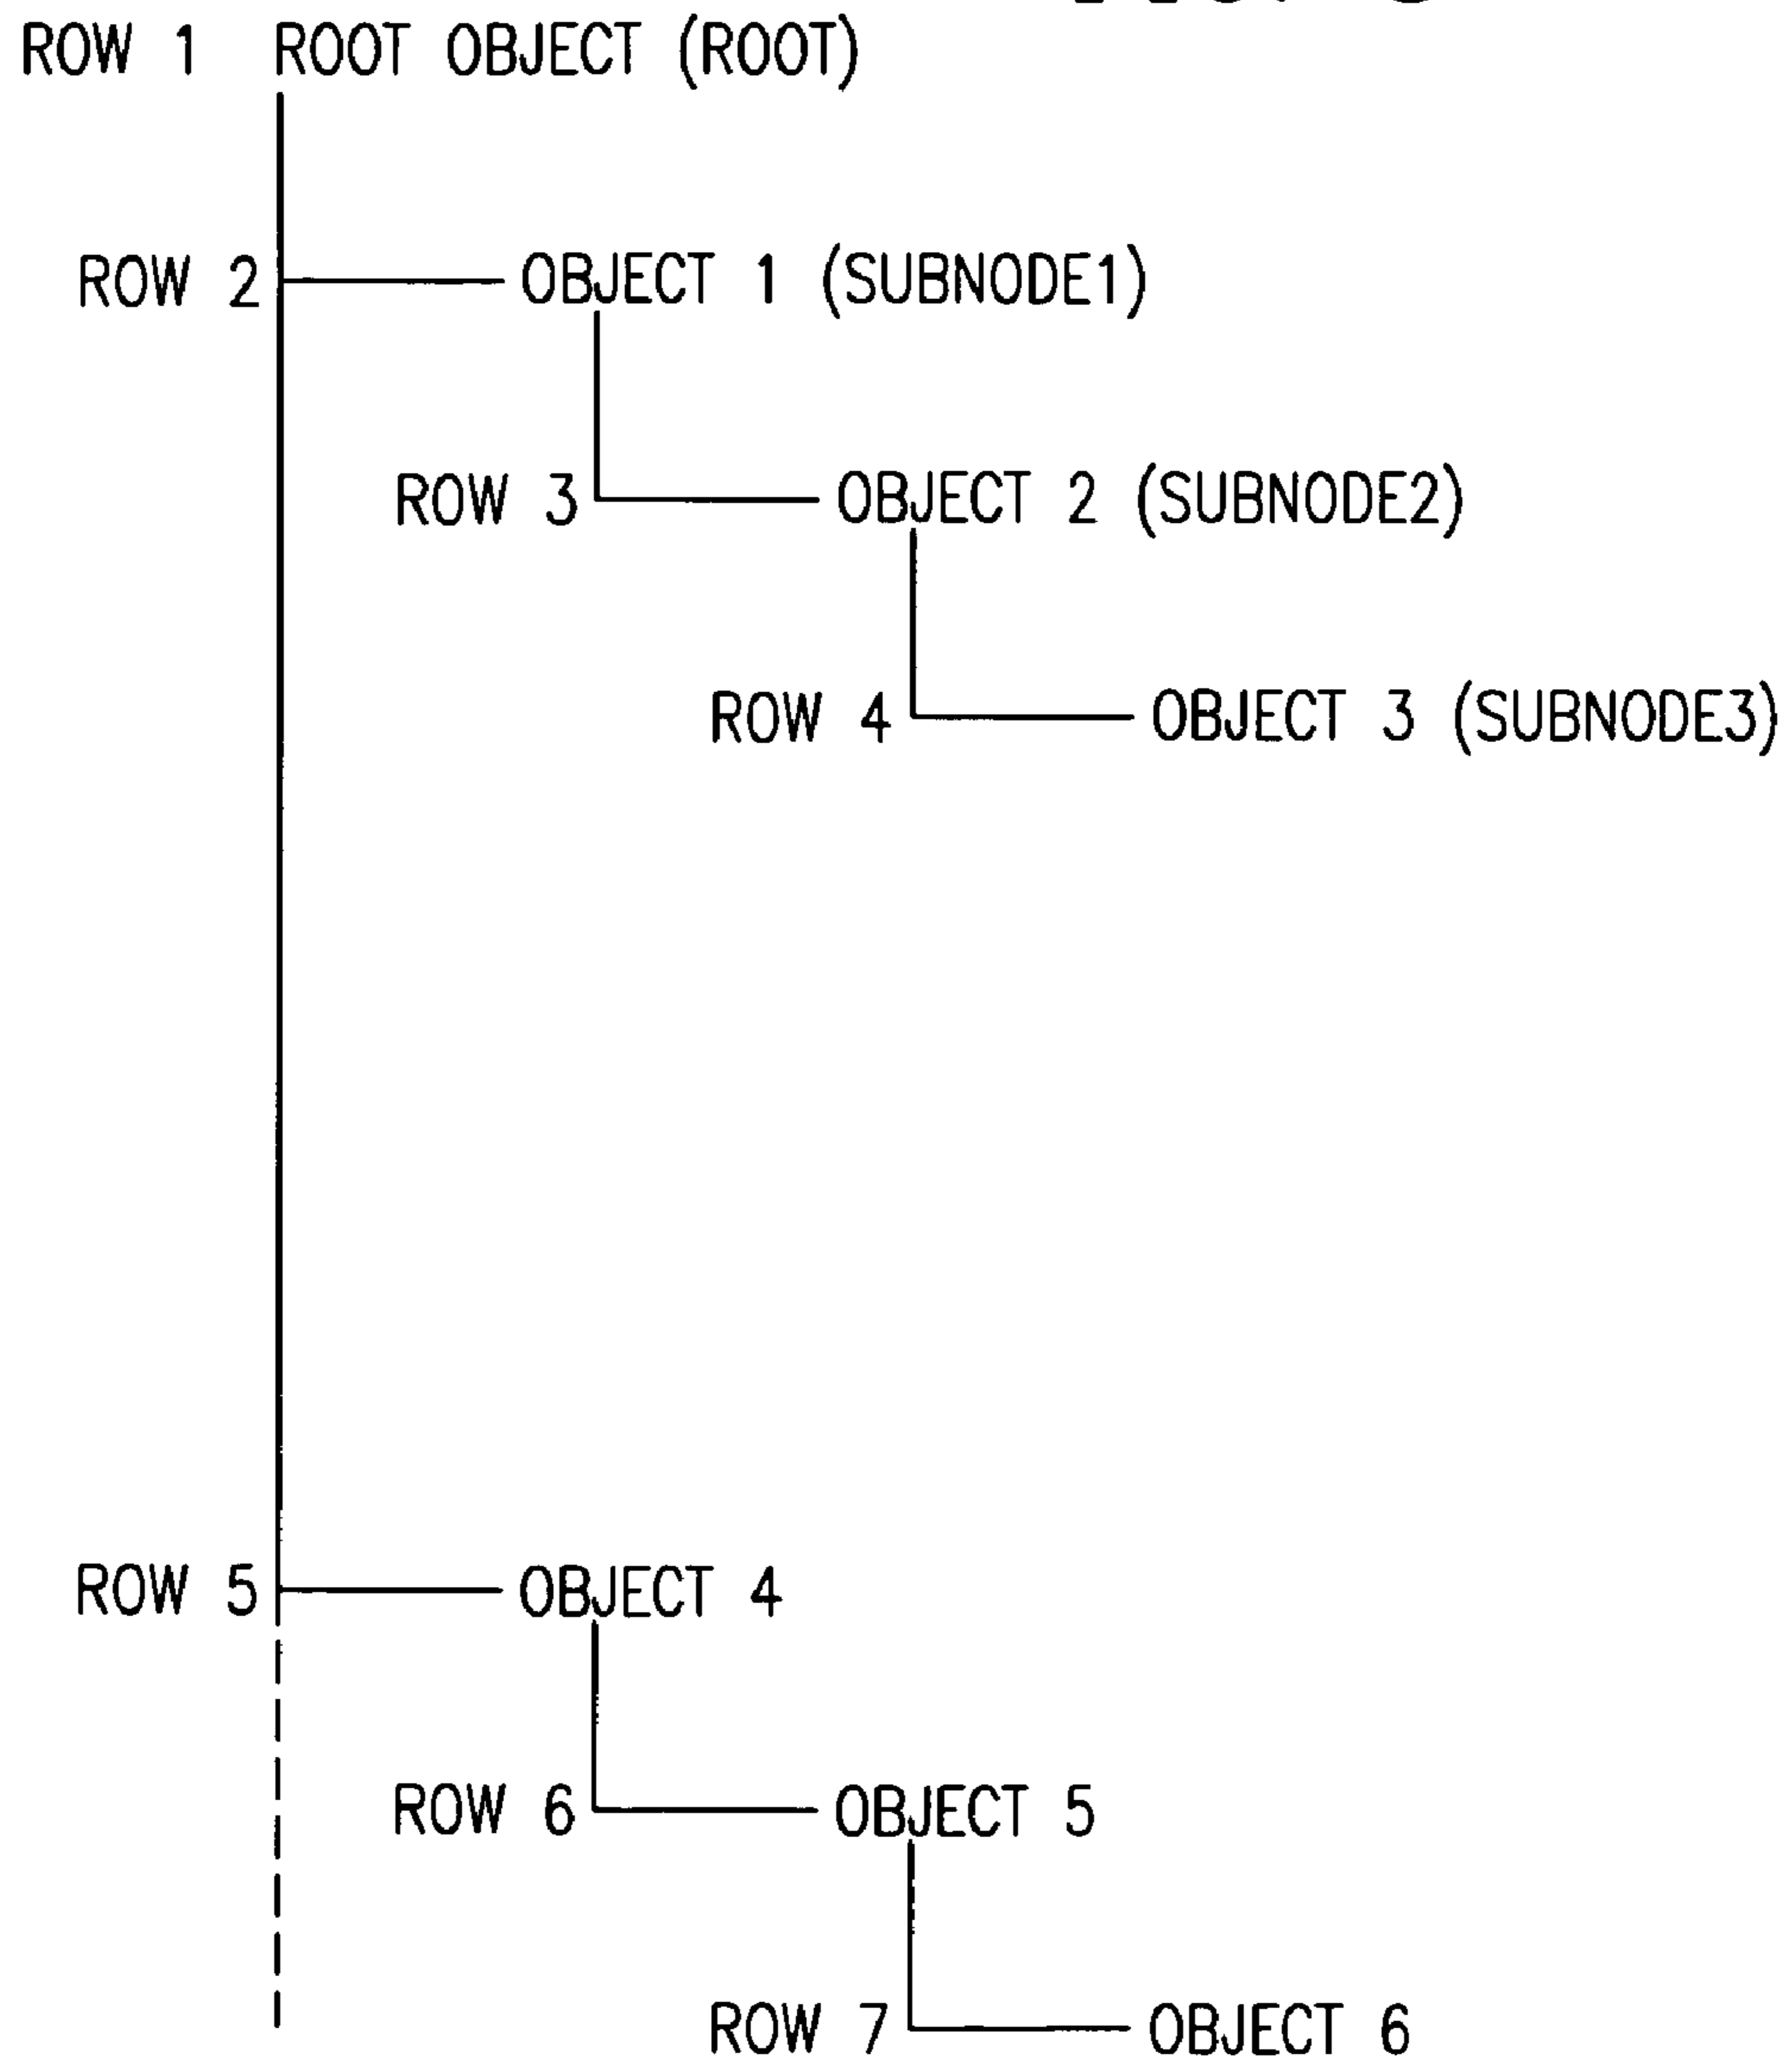 ROW 1 ROOT OBJECT (ROOT)
ROW 2 OBJECT 1 (SUBNODE1)
ROW 3 OBJECT 2 (SUBNODE2)
ROW 4 OBJECT 3 (SUBNODE3)
ROW 5 OBJECT 4
ROW 6 OBJECT 5
ROW 7 OBJECT 6